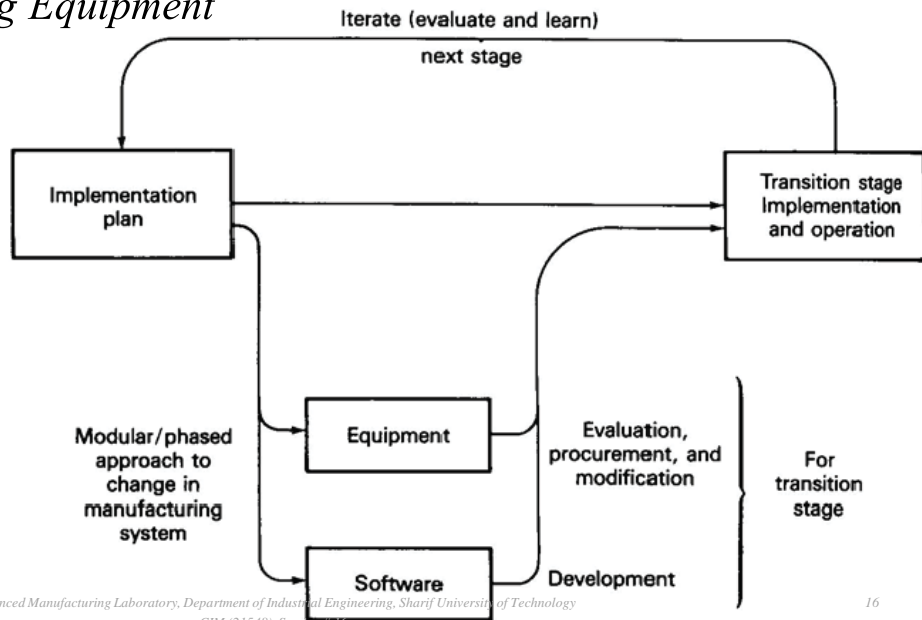 g Equipment
Iterate (evaluate and learn)
next stage
Implementation
plan
Transition stage
Implementation
and operation
Modular/phased
approach to
change in
manufacturing
system
Equipment
Evaluation,
procurement, and
modification
For
transition
stage
Software
Development
nced Manufacturing Laboratory, Department of Industrial Engineering, Sharif University of Technology
16